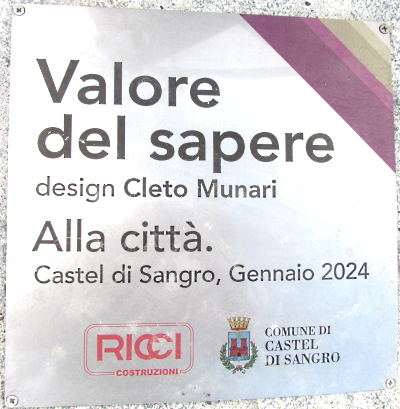 Valore
del sapere
design Cleto Munari
Alla città.
Castel di Sangro, Gennaio 2024
RICCI
COSTRUZIONI
COMUNE DI
CASTEL
DI SANGRO